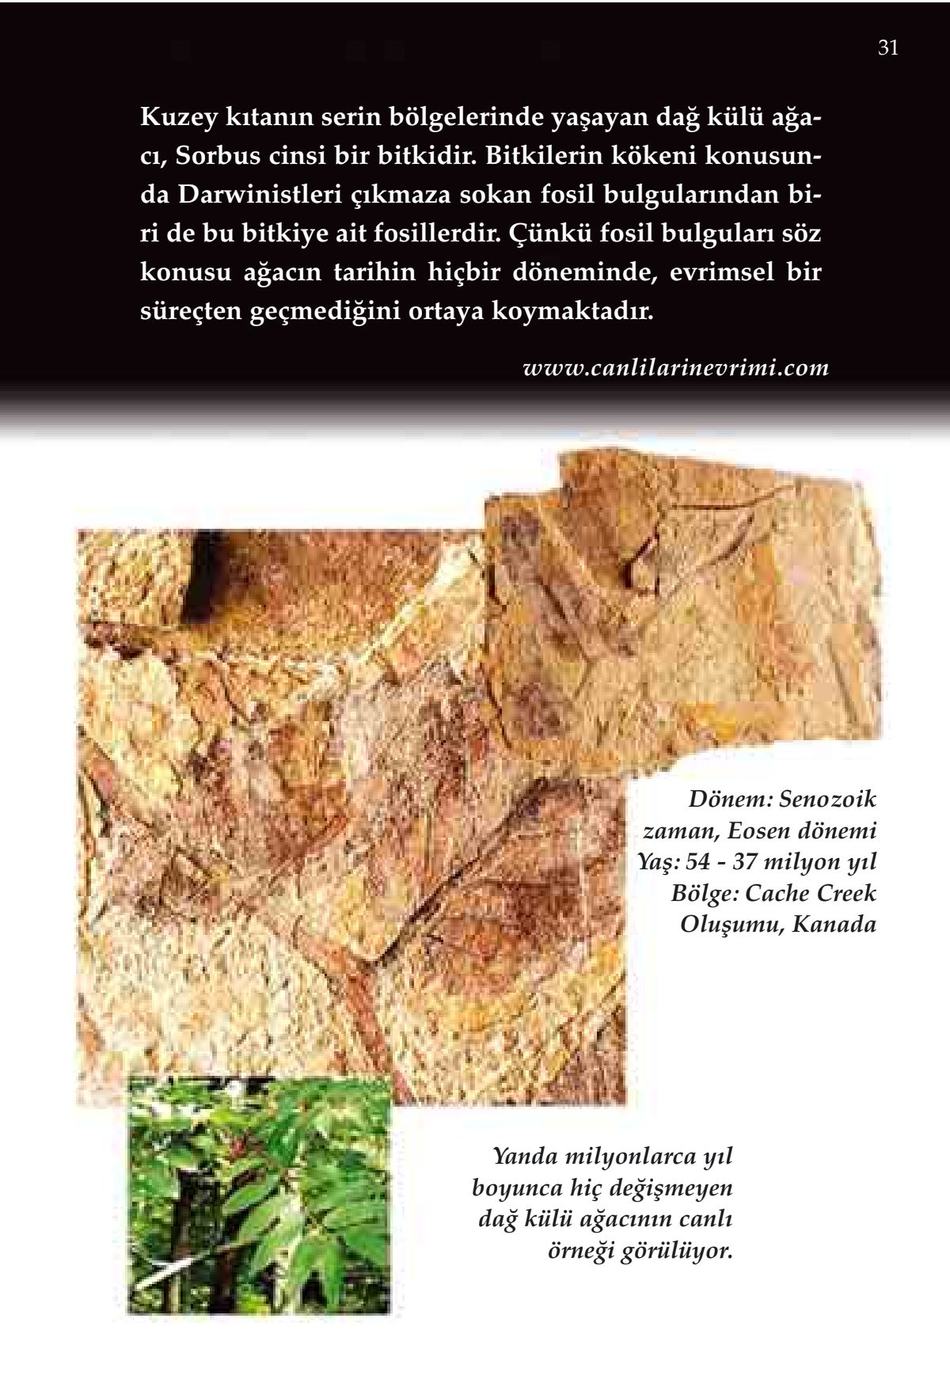 31
Kuzey kıtanın serin bölgelerinde yaşayan dağ külü ağa-
cı, Sorbus cinsi bir bitkidir. Bitkilerin kökeni konusun-
da Darwinistleri çıkmaza sokan fosil bulgularından bi-
ri de bu bitkiye ait fosillerdir. Çünkü fosil bulguları söz
konusu ağacın tarihin hiçbir döneminde, evrimsel bir
süreçten geçmediğini ortaya koymaktadır.
www.canlilarinevrimi.com
Dönem: Senozoik
zaman, Eosen dönemi
Yaş: 54 - 37 milyon yıl
Bölge: Cache Creek
Oluşumu, Kanada
Yanda milyonlarca yıl
boyunca hiç değişmeyen
dağ külü ağacının canlı
örneği görülüyor.